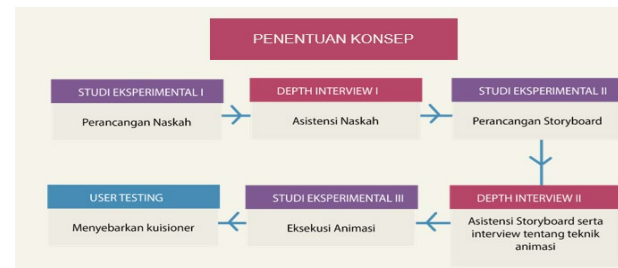 PENENTUAN KONSEP
STUDI EKSPERIMENTAL I
Perancangan Naskah
DEPTH INTERVIEW I
Asistensi Naskah
STUDI EKSPERIMENTAL II
Perancangan Storyboard
DEPTH INTERVIEW II
Asistensi Storyboard serta
interview tentang teknik
animasi
STUDI EKSPERIMENTAL III
Eksekusi Animasi
USER TESTING
Menyebarkan kuisioner